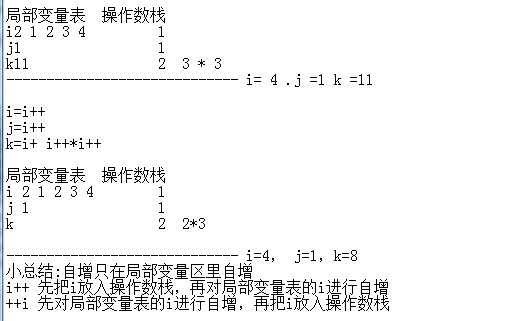 局部变量表 操作数栈
i2 1 2 3 4 1
j1 1
k11 2 3 * 3
----------------------------- i= 4 .j =1 k =11
i=i++
j=i++
k=i+ i++*i++
局部变量表 操作数栈
i 2 1 2 3 4 1
j 1 1
k 2 2*3
----------------------------- i=4, j=1, k=8
小总结:自增只在局部变量区里自增
i++ 先把i放入操作数栈，再对局部变量表的i进行自增
++i 先对局部变量表的i进行自增，再把i放入操作数栈